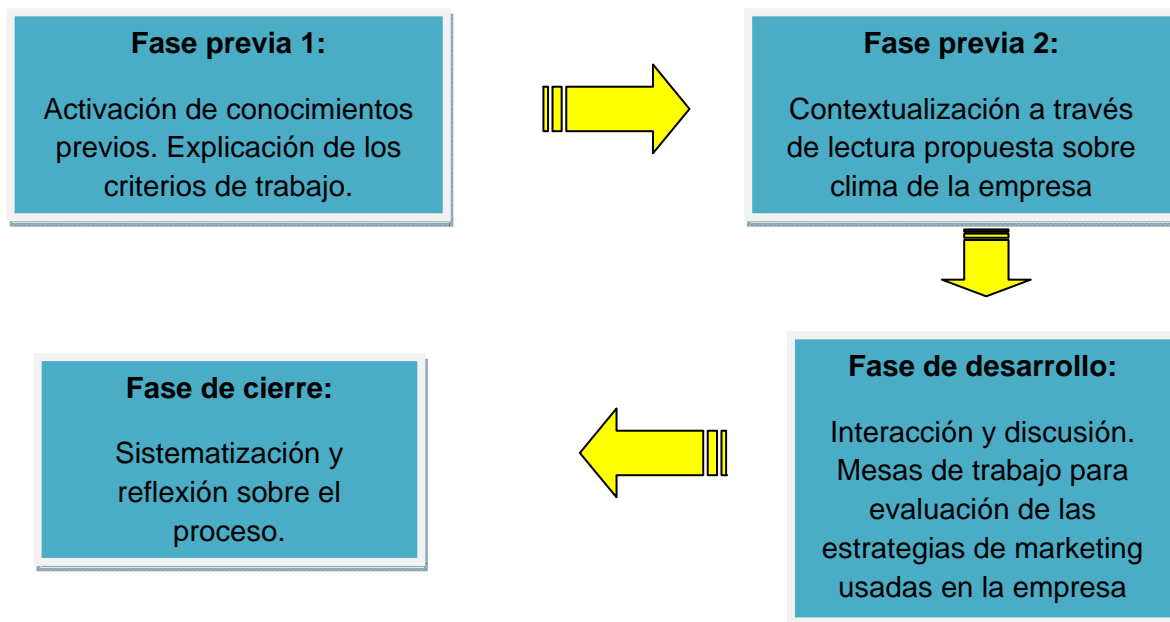 Fase previa 1:
Activación de conocimientos
previos. Explicación de los
criterios de trabajo.
Fase previa 2:
Contextualización a través
de lectura propuesta sobre
clima de la empresa
Fase de desarrollo:
Interacción y discusión.
Mesas de trabajo para
evaluación de las
estrategias de marketing
usadas en la empresa
Fase de cierre:
Sistematización y
reflexión sobre el
proceso.